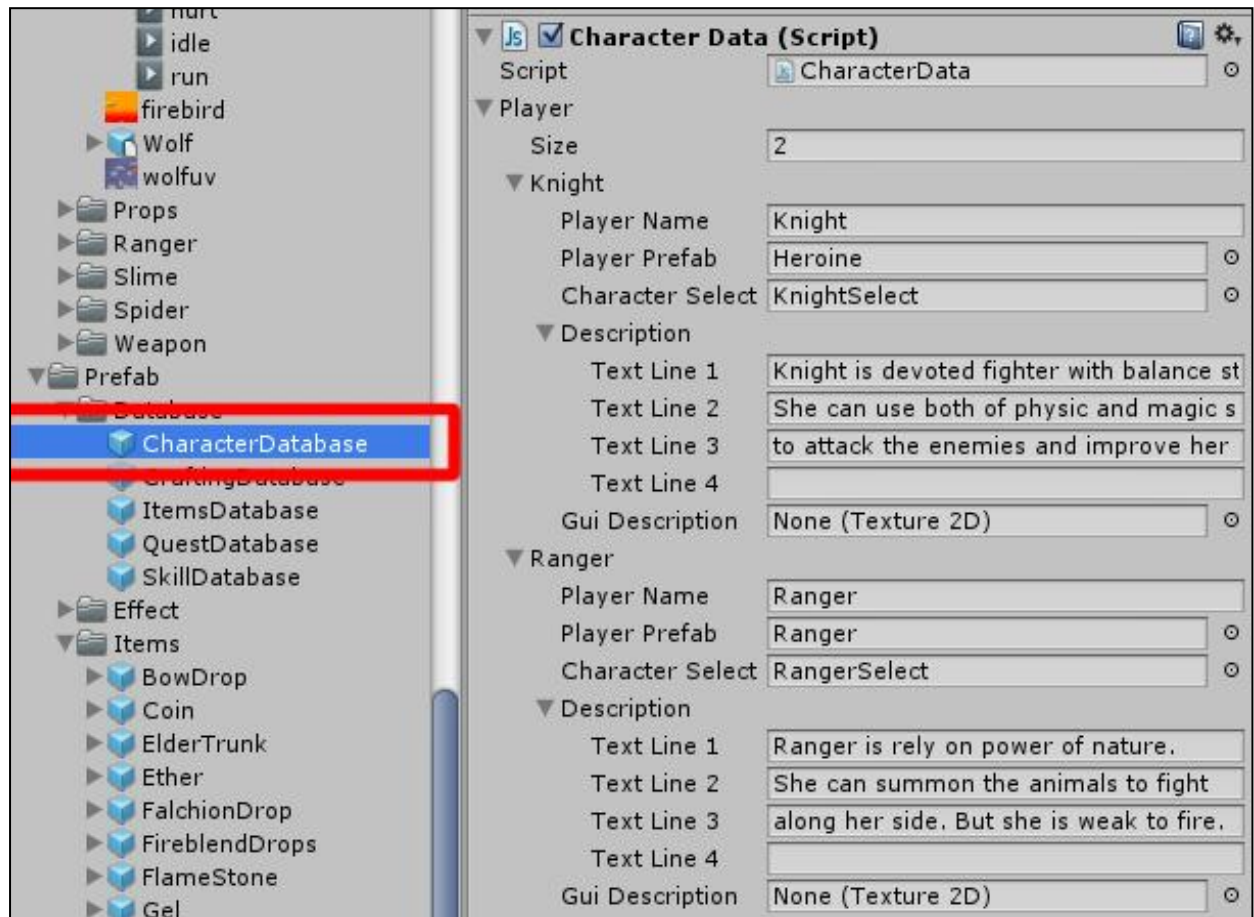 hurt
idle
run
firebird
Wolf
wolfuv
Props
Ranger
Slime
Spider
Weapon
Prefab
Database
CharacterDatabase
CraftingDatabase
ItemsDatabase
QuestDatabase
SkillDatabase
Effect
Items
BowDrop
Coin
ElderTrunk
Ether
FalchionDrop
FireblendDrops
FlameStone
Gel
Js Character Data (Script)
Script CharacterData
Player
Size 2
Knight
Player Name Knight
Player Prefab Heroine
Character Select KnightSelect
Description
Text Line 1 Knight is devoted fighter with balance st
Text Line 2 She can use both of physic and magic s
Text Line 3 to attack the enemies and improve her
Text Line 4
Gui Description None (Texture 2D)
Ranger
Player Name Ranger
Player Prefab Ranger
Character Select RangerSelect
Description
Text Line 1 Ranger is rely on power of nature.
Text Line 2 She can summon the animals to fight
Text Line 3 along her side. But she is weak to fire.
Text Line 4
Gui Description None (Texture 2D)